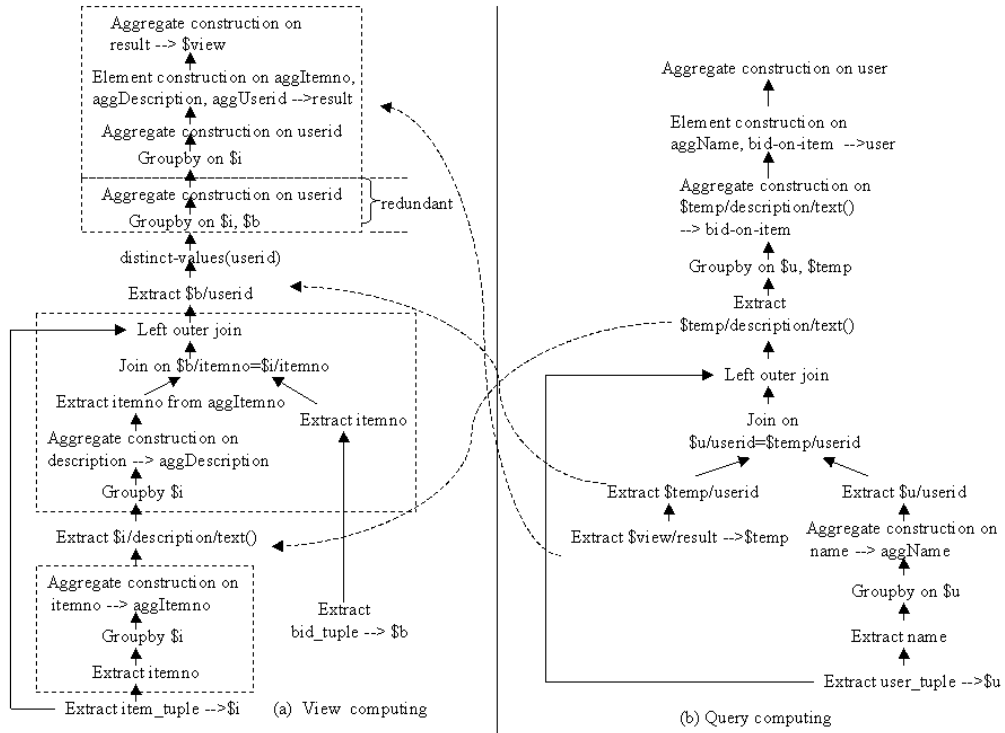 Aggregate construction on
result --> $view
Element construction on aggItemno,
aggDescription, aggUserid -->result
Aggregate construction on userid
Groupby on $i
Aggregate construction on userid
redundant
Groupby on $i, $b
distinct-values(userid)
Extract $b/userid
Left outer join
Join on $b/itemno=$i/itemno
Extract itemno from aggItemno
Extract itemno
Aggregate construction on
description --> aggDescription
Groupby $i
Extract $i/description/text()
Aggregate construction on
itemno --> aggItemno
Groupby $i
Extract itemno
Extract
bid_tuple --> $b
Extract item_tuple -->$i
(a) View computing
Aggregate construction on user
Element construction on
aggName, bid-on-item -->user
Aggregate construction on
$temp/description/text()
--> bid-on-item
Groupby on $u, $temp
Extract
$temp/description/text()
Left outer join
Join on
$u/userid=$temp/userid
Extract $temp/userid
Extract $u/userid
Extract $view/result -->$temp
Aggregate construction on
name --> aggName
Groupby on $u
Extract name
Extract user_tuple -->$u
(b) Query computing